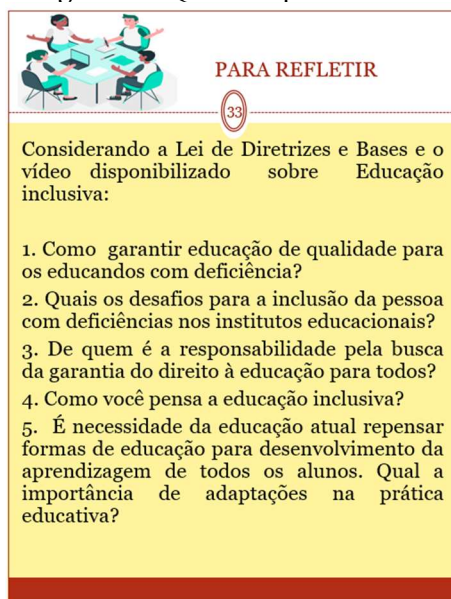 PARA REFLETIR
33
Considerando a Lei de Diretrizes e Bases e o
vídeo disponibilizado sobre Educação
inclusiva:
1. Como garantir educação de qualidade para
os educandos com deficiência?
2. Quais os desafios para a inclusão da pessoa
com deficiências nos institutos educacionais?
3. De quem é a responsabilidade pela busca
da garantia do direito à educação para todos?
4. Como você pensa a educação inclusiva?
5. É necessidade da educação atual repensar
formas de educação para desenvolvimento da
aprendizagem de todos os alunos. Qual a
importância de adaptações na prática
educativa?